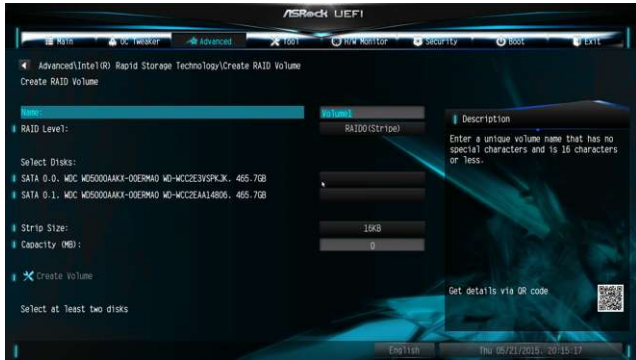 ASRock UEFI
Main OC Tweaker Advanced Tool H/W Monitor Security Boot Exit
Advanced\Intel(R) Rapid Storage Technology\Create RAID Volume
Create RAID Volume
Name: Volume1
RAID Level: RAID0(Stripe)
Select Disks:
SATA 0.0, WDC WD5000AAKX-00ERMA0 WD-WCC2E3VSPKJK, 465.7GB
SATA 0.1, WDC WD5000AAKX-00ERMA0 WD-WCC2EAA14806, 465.7GB
Strip Size: 16KB
Capacity (MB): 0
Create Volume
Select at least two disks
Description
Enter a unique volume name that has no
special characters and is 16 characters
or less.
Get details via QR code
English Thu 05/21/2015, 20:15:17